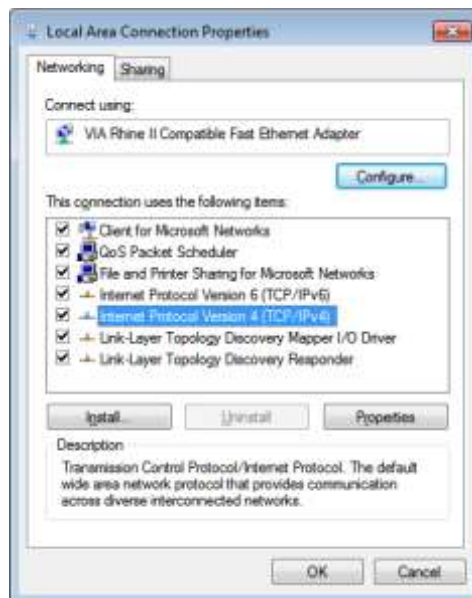 Local Area Connection Properties
Networking
Sharing
Connect using:
VIA Rhine II Compatible Fast Ethernet Adapter
Configure...
This connection uses the following items:
Client for Microsoft Networks
QoS Packet Scheduler
File and Printer Sharing for Microsoft Networks
Internet Protocol Version 6 (TCP/IPv6)
Internet Protocol Version 4 (TCP/IPv4)
Link-Layer Topology Discovery Mapper I/O Driver
Link-Layer Topology Discovery Responder
Install...
Uninstall
Properties
Description
Transmission Control Protocol/Internet Protocol. The default
wide area network protocol that provides communication
across diverse interconnected networks.
OK
Cancel